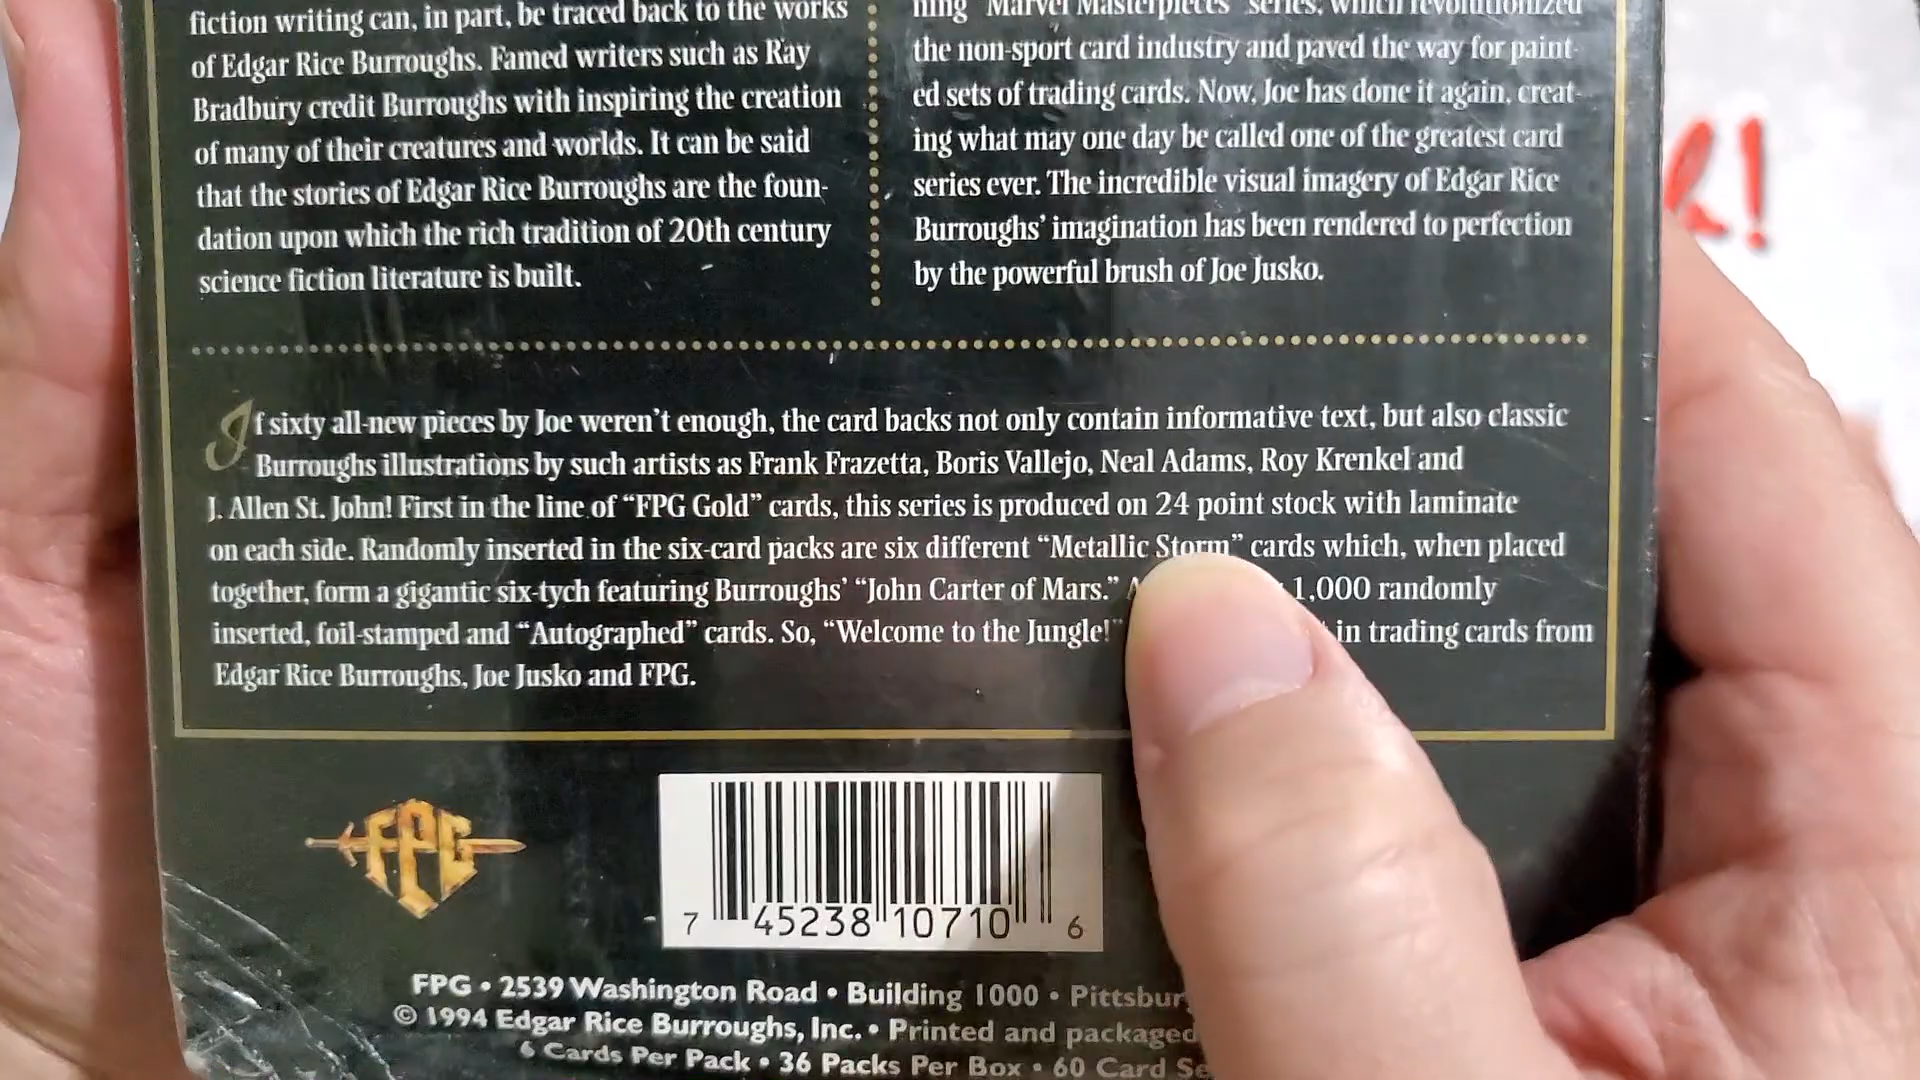 fiction writing can, in part, be traced back to the works
of Edgar Rice Burroughs. Famed writers such as Ray
Bradbury credit Burroughs with inspiring the creation
of many of their creatures and worlds. It can be said
that the stories of Edgar Rice Burroughs are the foun-
dation upon which the rich tradition of 20th century
science fiction literature is built.
ning "Marvel Masterpieces" series, which revolutionized
the non-sport card industry and paved the way for paint-
ed sets of trading cards. Now, Joe has done it again, creat-
ing what may one day be called one of the greatest card
series ever. The incredible visual imagery of Edgar Rice
Burroughs' imagination has been rendered to perfection
by the powerful brush of Joe Jusko.
If sixty all-new pieces by Joe weren't enough, the card backs not only contain informative text, but also classic
Burroughs illustrations by such artists as Frank Frazetta, Boris Vallejo, Neal Adams, Roy Krenkel and
J. Allen St. John! First in the line of “FPG Gold” cards, this series is produced on 24 point stock with laminate
on each side. Randomly inserted in the six-card packs are six different “Metallic Storm” cards which, when placed
together, form a gigantic six-tych featuring Burroughs' “John Carter of Mars.” 1,000 randomly
inserted, foil-stamped and “Autographed” cards. So, “Welcome to the Jungle!” in trading cards from
Edgar Rice Burroughs, Joe Jusko and FPG.
FPG
7 45238 10710 6
FPG • 2539 Washington Road • Building 1000 •
© 1994 Edgar Rice Burroughs, Inc. • Printed and packaged
6 Cards Per Pack • 36 Packs Per Box • 60 Card